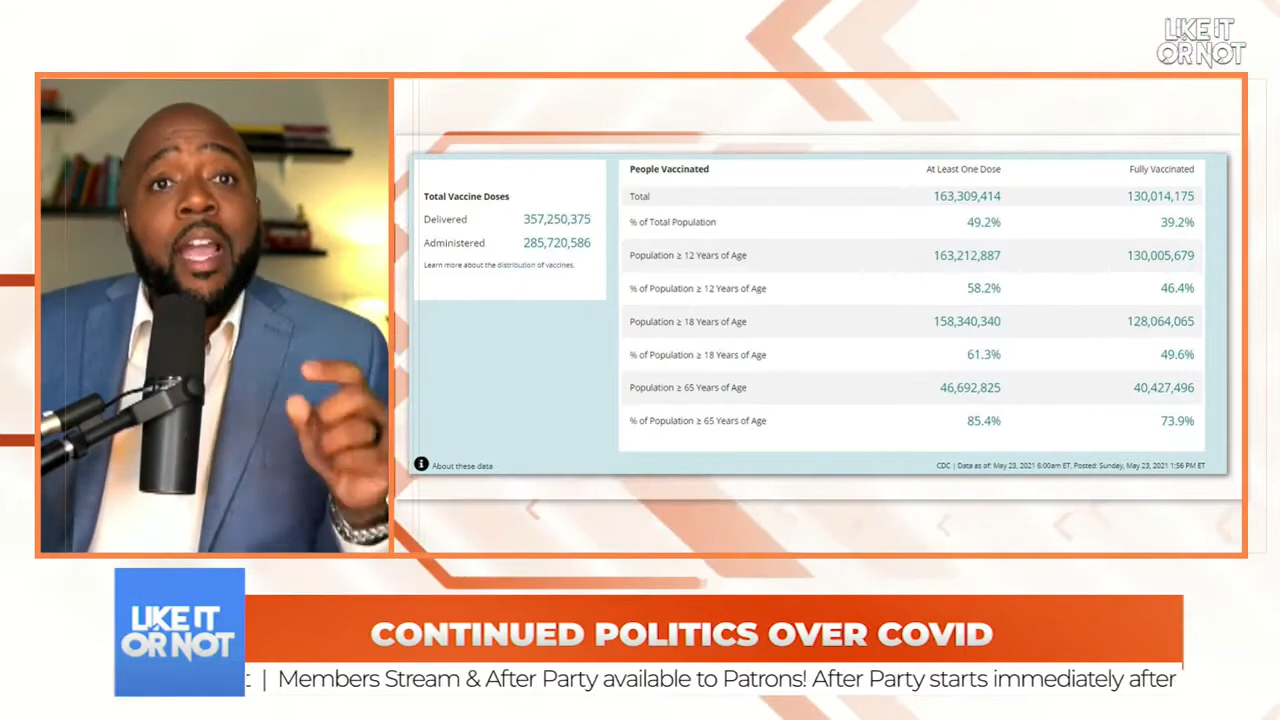 LIKE IT
OR NOT
People Vaccinated At Least One Dose Fully Vaccinated
Total Vaccine Doses
Delivered 357,250,375
Administered 285,720,586
Learn more about the distribution of vaccines.
Total 163,309,414 130,014,175
% of Total Population 49.2% 39.2%
Population ≥ 12 Years of Age 163,212,887 130,005,679
% of Population ≥ 12 Years of Age 58.2% 46.4%
Population ≥ 18 Years of Age 158,340,340 128,064,065
% of Population ≥ 18 Years of Age 61.3% 49.6%
Population ≥ 65 Years of Age 46,692,825 40,427,496
% of Population ≥ 65 Years of Age 85.4% 73.9%
About these data
CDC | Data as of: May 23, 2021 6:00am ET. Posted: Sunday, May 23, 2021 1:56 PM ET
LIKE IT
OR NOT
CONTINUED POLITICS OVER COVID
| Members Stream & After Party available to Patrons! After Party starts immediately after